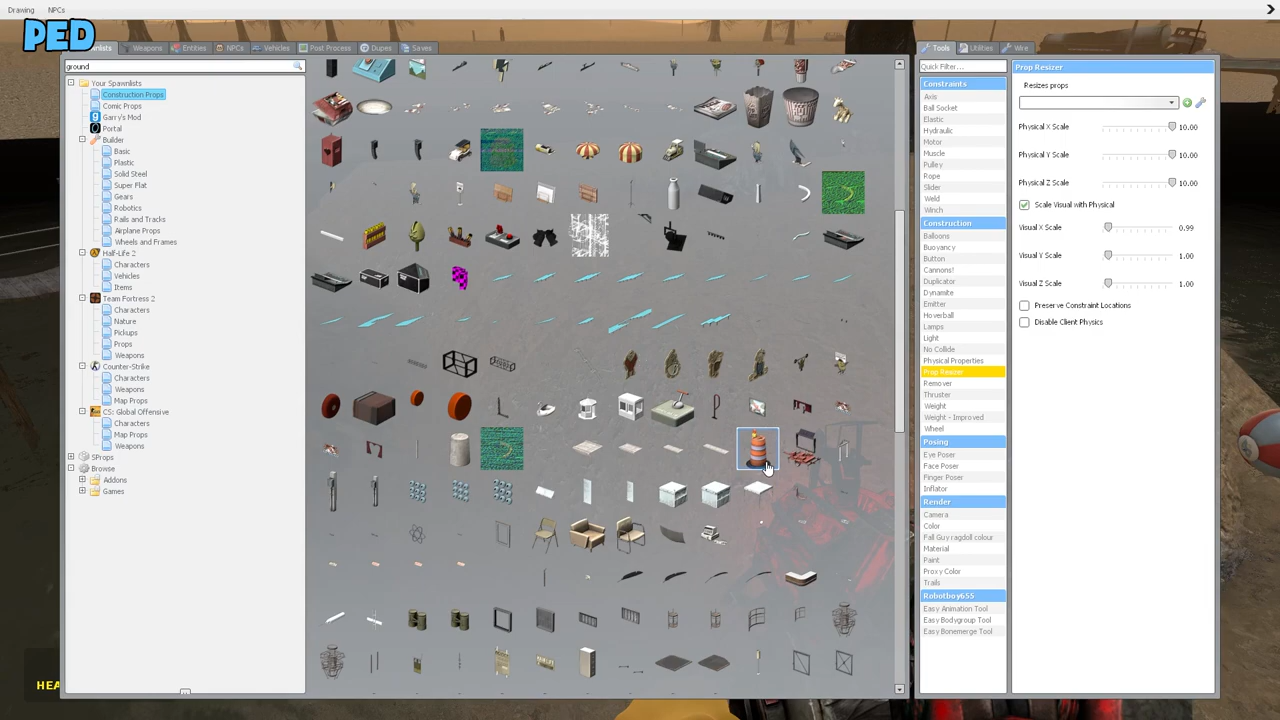 Drawing NPCs
PED
Spawnlists Weapons Entities NPCs Vehicles Post Process Dupes Saves
ground
Your Spawnlists
Construction Props
Comic Props
Garry's Mod
Portal
Builder
Basic
Plastic
Solid Steel
Super Flat
Gears
Robotics
Rails and Tracks
Airplane Props
Wheels and Frames
Half-Life 2
Characters
Vehicles
Items
Team Fortress 2
Characters
Nature
Pickups
Props
Weapons
Counter-Strike
Characters
Weapons
Map Props
CS: Global Offensive
Characters
Map Props
Weapons
SProps
Browse
Addons
Games
HEA
Tools Utilities Wire
Quick Filter...
Constraints
Axis
Ball Socket
Elastic
Hydraulic
Motor
Muscle
Pulley
Rope
Slider
Weld
Winch
Construction
Balloons
Buoyancy
Button
Cannons!
Duplicator
Dynamite
Emitter
Hoverball
Lamps
Light
No Collide
Physical Properties
Prop Resizer
Remover
Thruster
Weight
Weight - Improved
Wheel
Posing
Eye Poser
Face Poser
Finger Poser
Inflator
Render
Camera
Color
Fall Guy ragdoll colour
Material
Paint
Proxy Color
Trails
Robotboy655
Easy Animation Tool
Easy Bodygroup Tool
Easy Bonemerge Tool
Prop Resizer
Resizes props
Physical X Scale 10.00
Physical Y Scale 10.00
Physical Z Scale 10.00
Scale Visual with Physical
Visual X Scale 0.99
Visual Y Scale 1.00
Visual Z Scale 1.00
Preserve Constraint Locations
Disable Client Physics